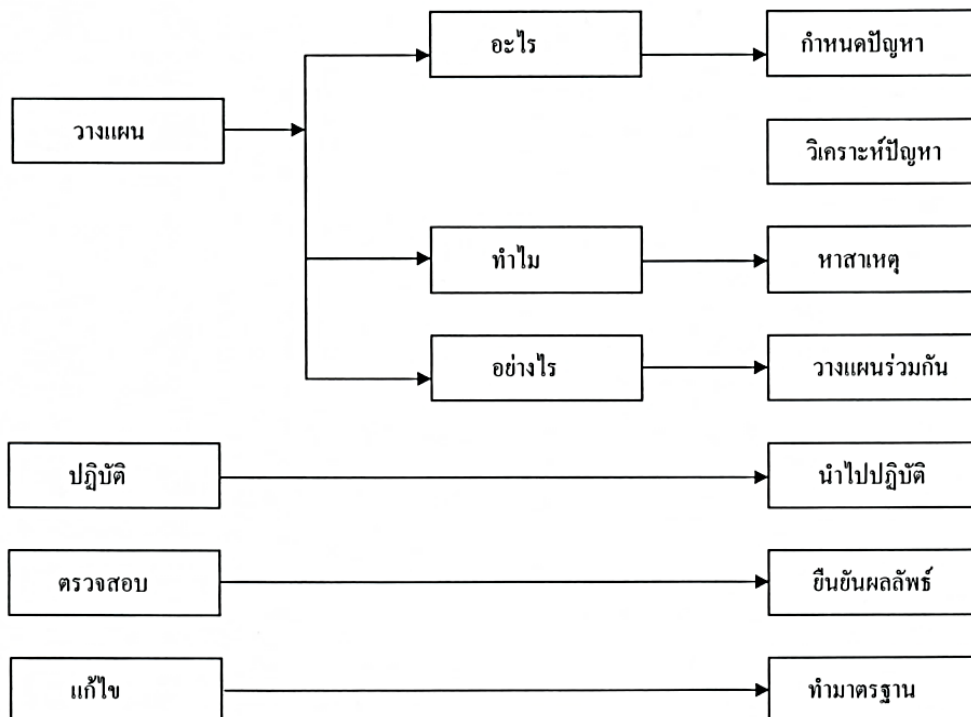 อะไร
กำหนดปัญหา
วางแผน
วิเคราะห์ปัญหา
ทำไม
หาสาเหตุ
อย่างไร
วางแผนร่วมกัน
ปฏิบัติ
นำไปปฏิบัติ
ตรวจสอบ
ยืนยันผลลัพธ์
แก้ไข
ทำมาตรฐาน